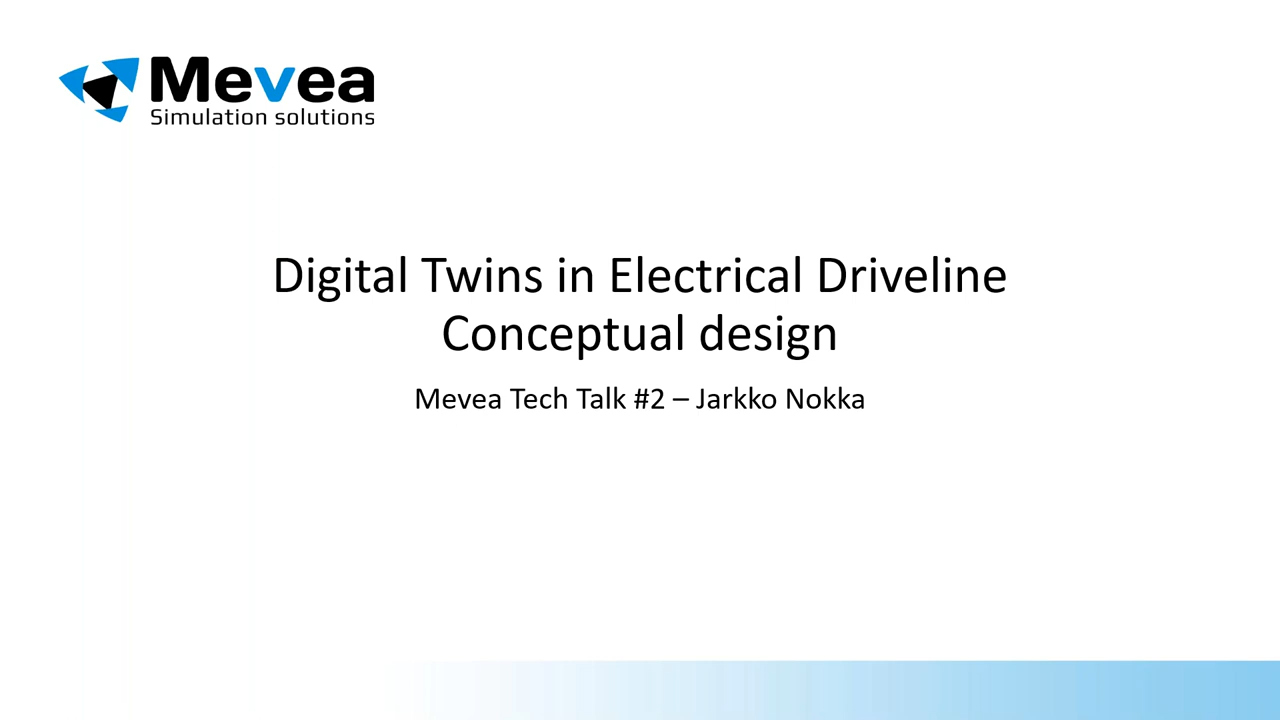 Mevea
Simulation solutions
Digital Twins in Electrical Driveline
Conceptual design
Mevea Tech Talk #2 – Jarkko Nokka